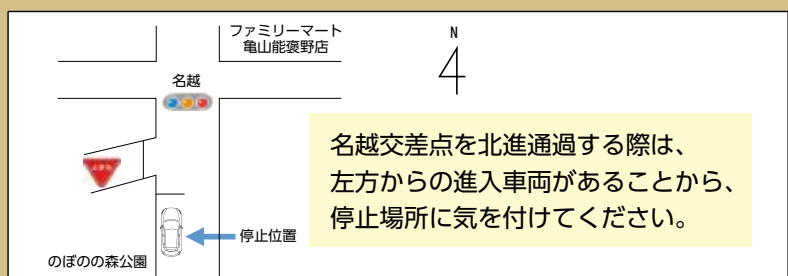 ファミリーマート
亀山能褒野店
N
名越
名越交差点を北進通過する際は、
左方からの進入車両があることから、
停止場所に気を付けてください。
停止位置
のぼのの森公園